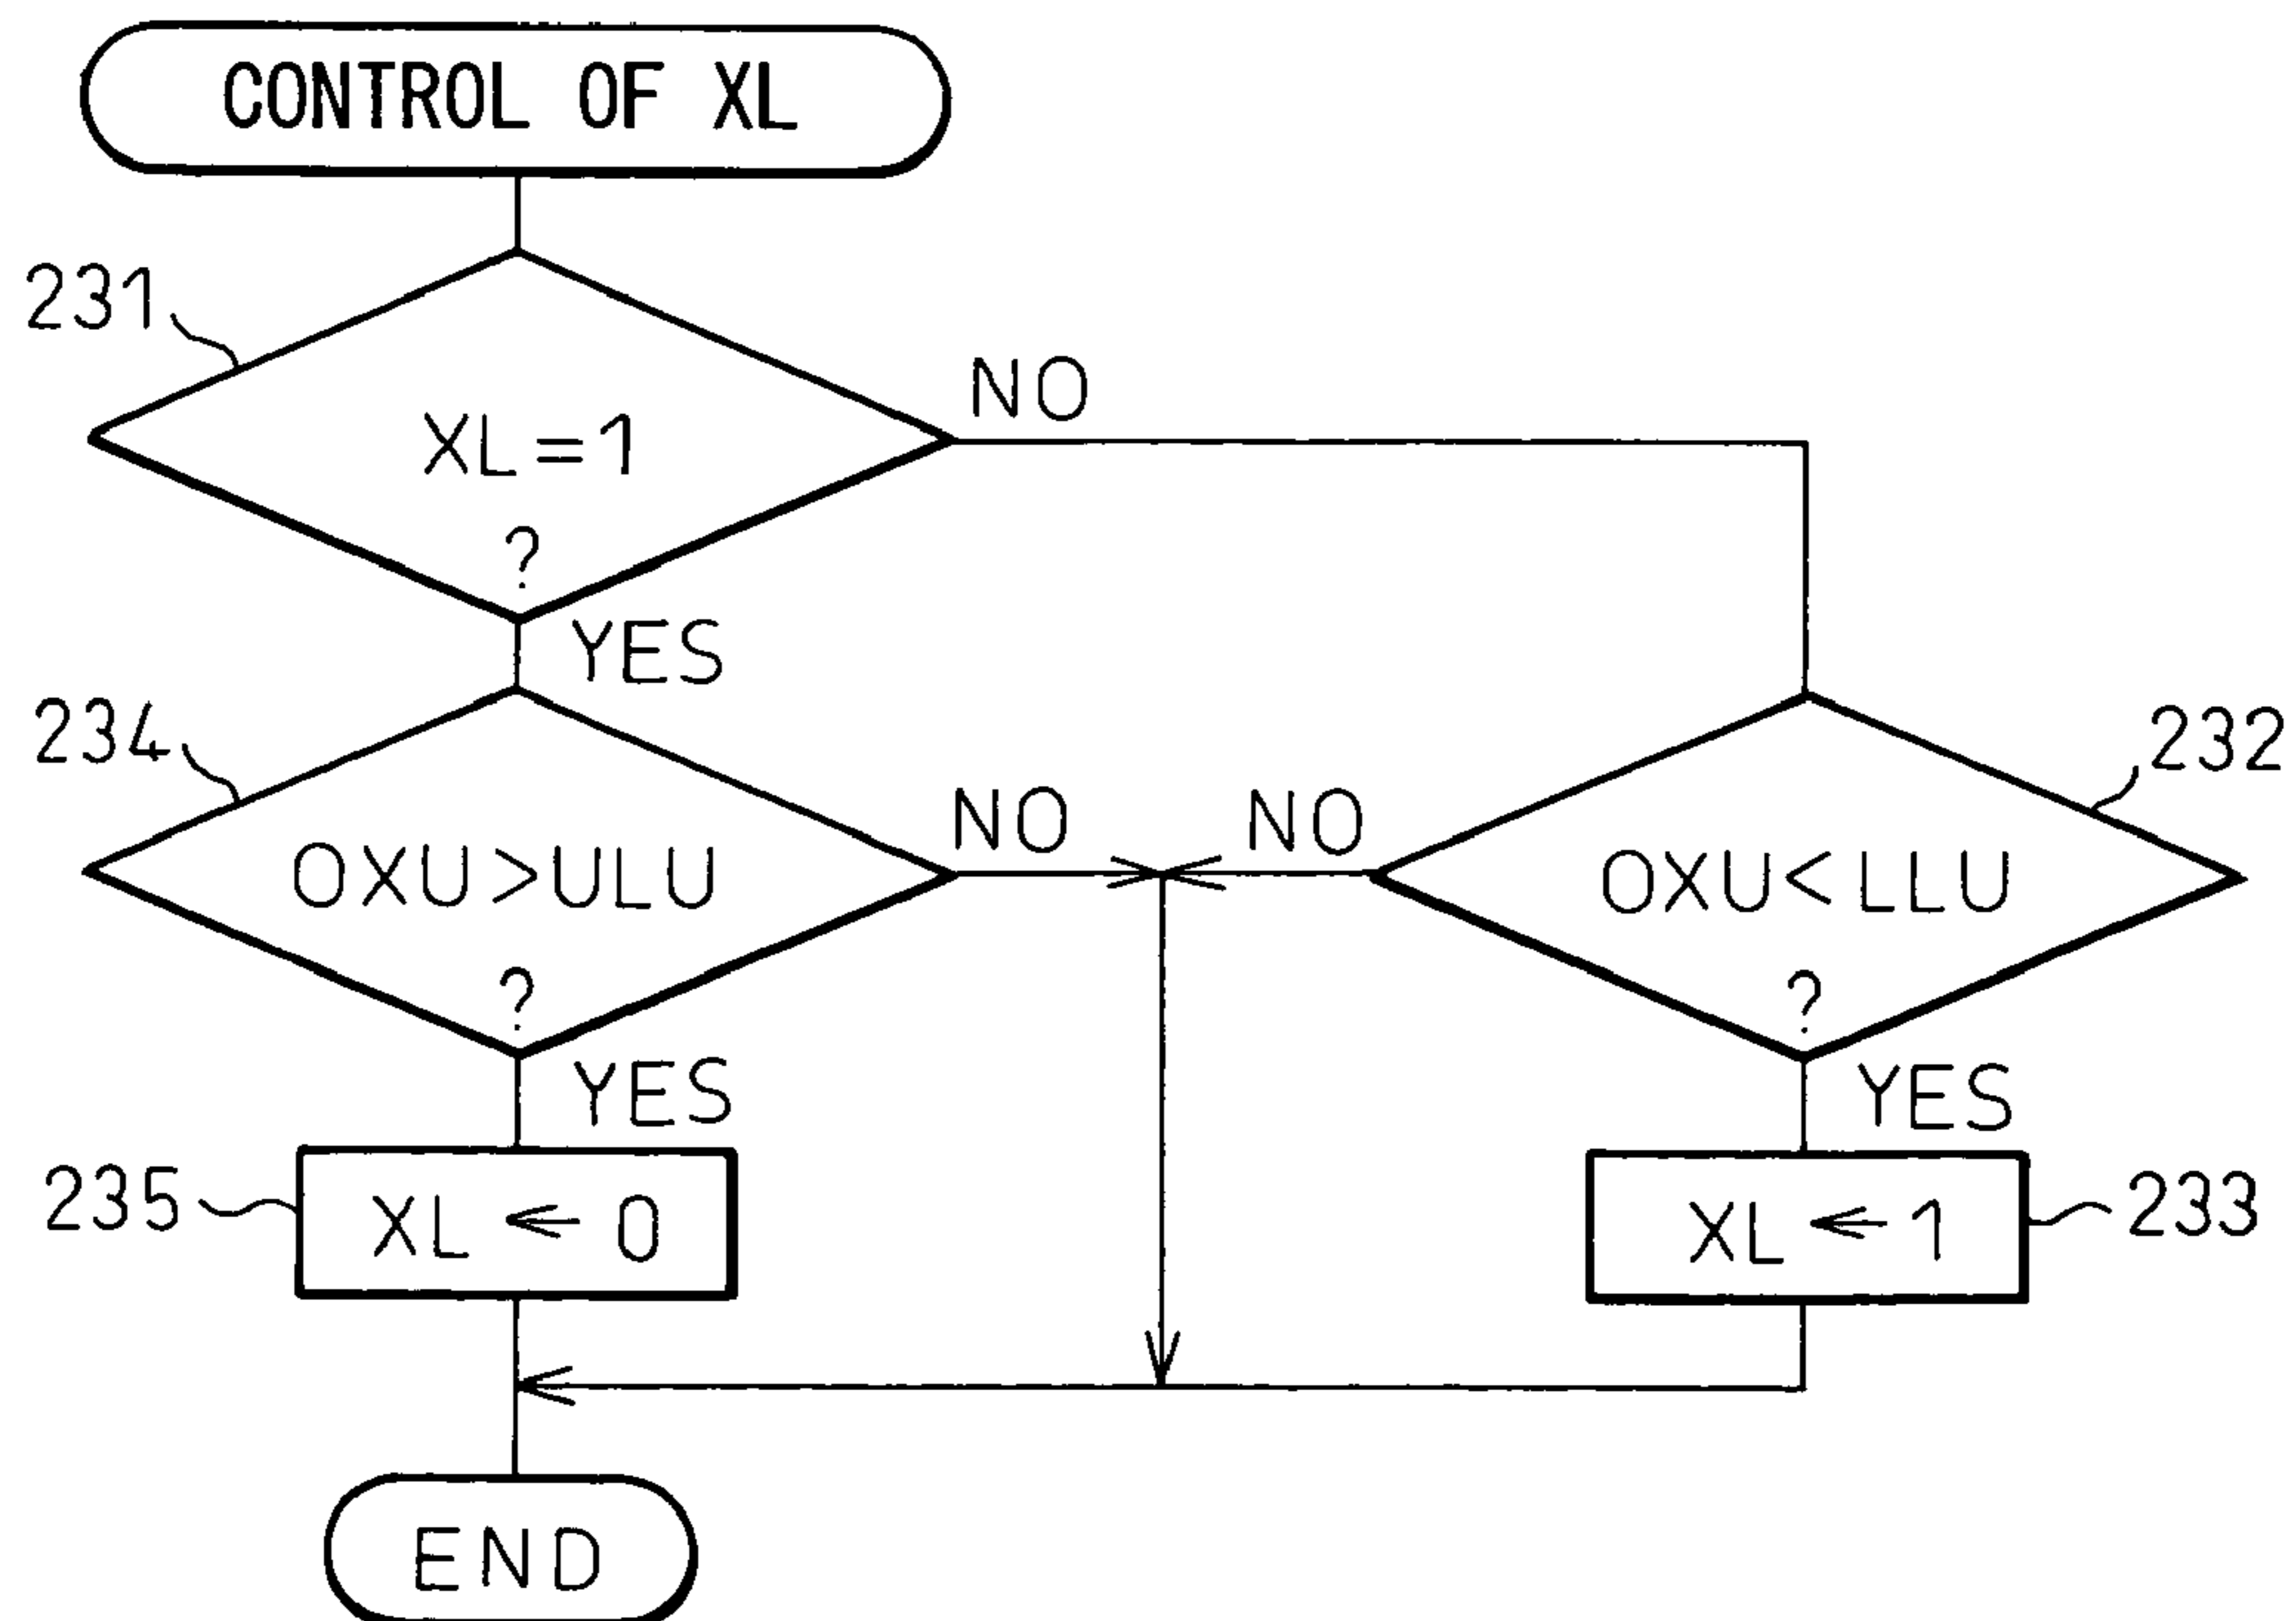 CONTROL OF XL
231
XL=1
?
NO
YES
234
OXU>ULU
?
NO
YES
NO
232
OXU<LLU
?
YES
235
XL ← 0
XL ← 1
233
END